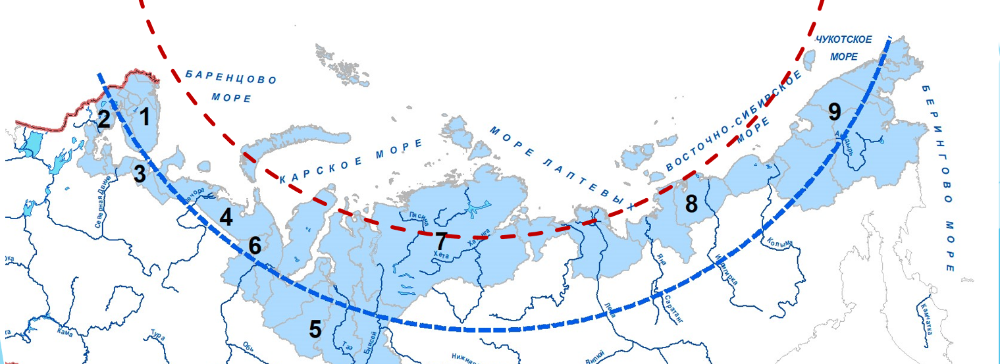 БАРЕНЦОВО
МОРЕ
ЧУКОТСКОЕ
МОРЕ
КАРСКОЕ МОРЕ
МОРЕ ЛАПТЕВЫХ
ВОСТОЧНО-СИБИРСКОЕ
МОРЕ
БЕРИНГОВО МОРЕ
1
2
3
4
5
6
7
8
9
Северная Двина
Печора
Пясина
Хета
Хатанга
Яна
Сартанг
Индигирка
Колыма
Анадырь
Лена
Камчатка
Кама
Тура
Обь
Таз
Енисей
Вилюй